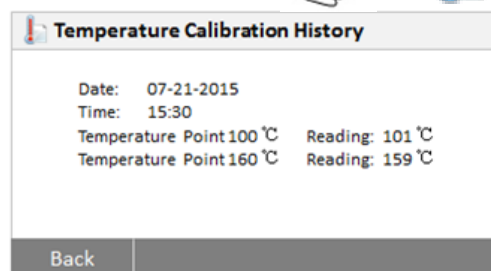 Temperature Calibration History
Date: 07-21-2015
Time: 15:30
Temperature Point 100 ℃ Reading: 101 ℃
Temperature Point 160 ℃ Reading: 159 ℃
Back